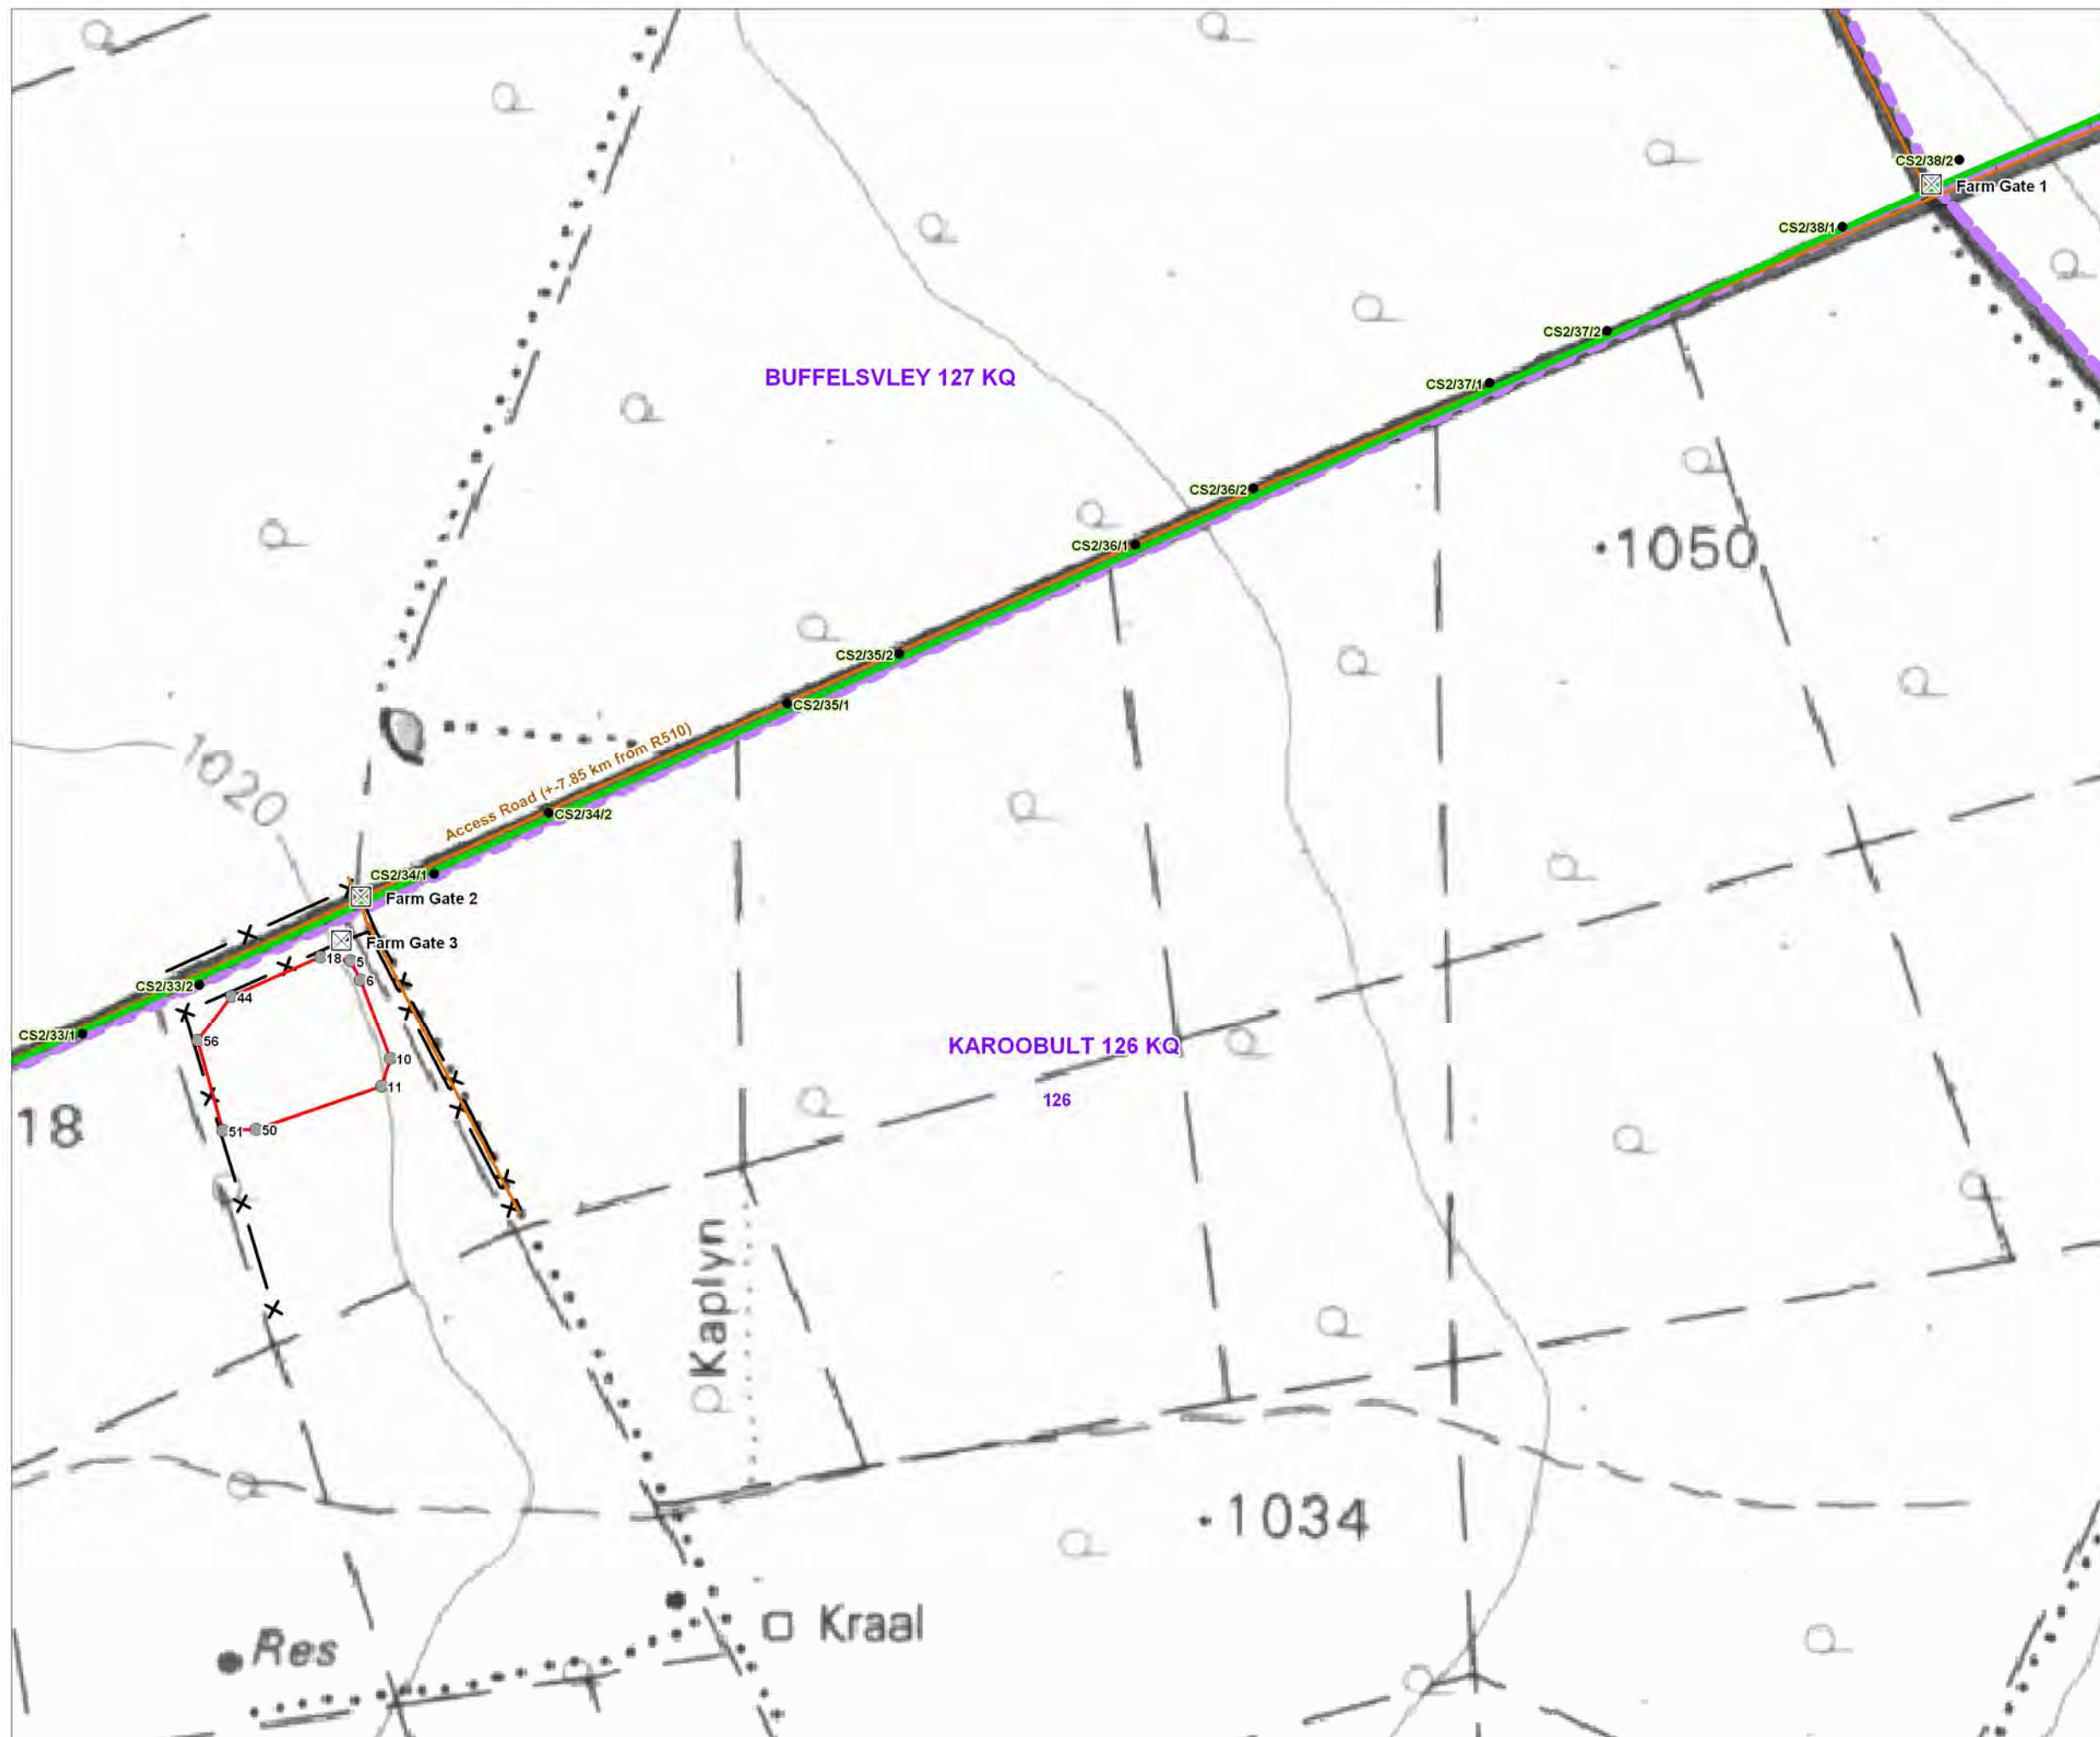 CS2/38/2
Farm Gate 1
CS2/38/1
CS2/37/2
BUFFELSVLEY 127 KQ
CS2/37/1
CS2/36/2
CS2/36/1
.1050
CS2/35/2
CS2/35/1
Access Road (+-7.85 km from R510)
1020
CS2/34/2
CS2/34/1
Farm Gate 2
Farm Gate 3
18
5
6
CS2/33/2
44
CS2/33/1
56
KAROOBULT 126 KQ
10
11
126
18
51
50
Kaplyn
.1034
Kraal
Res